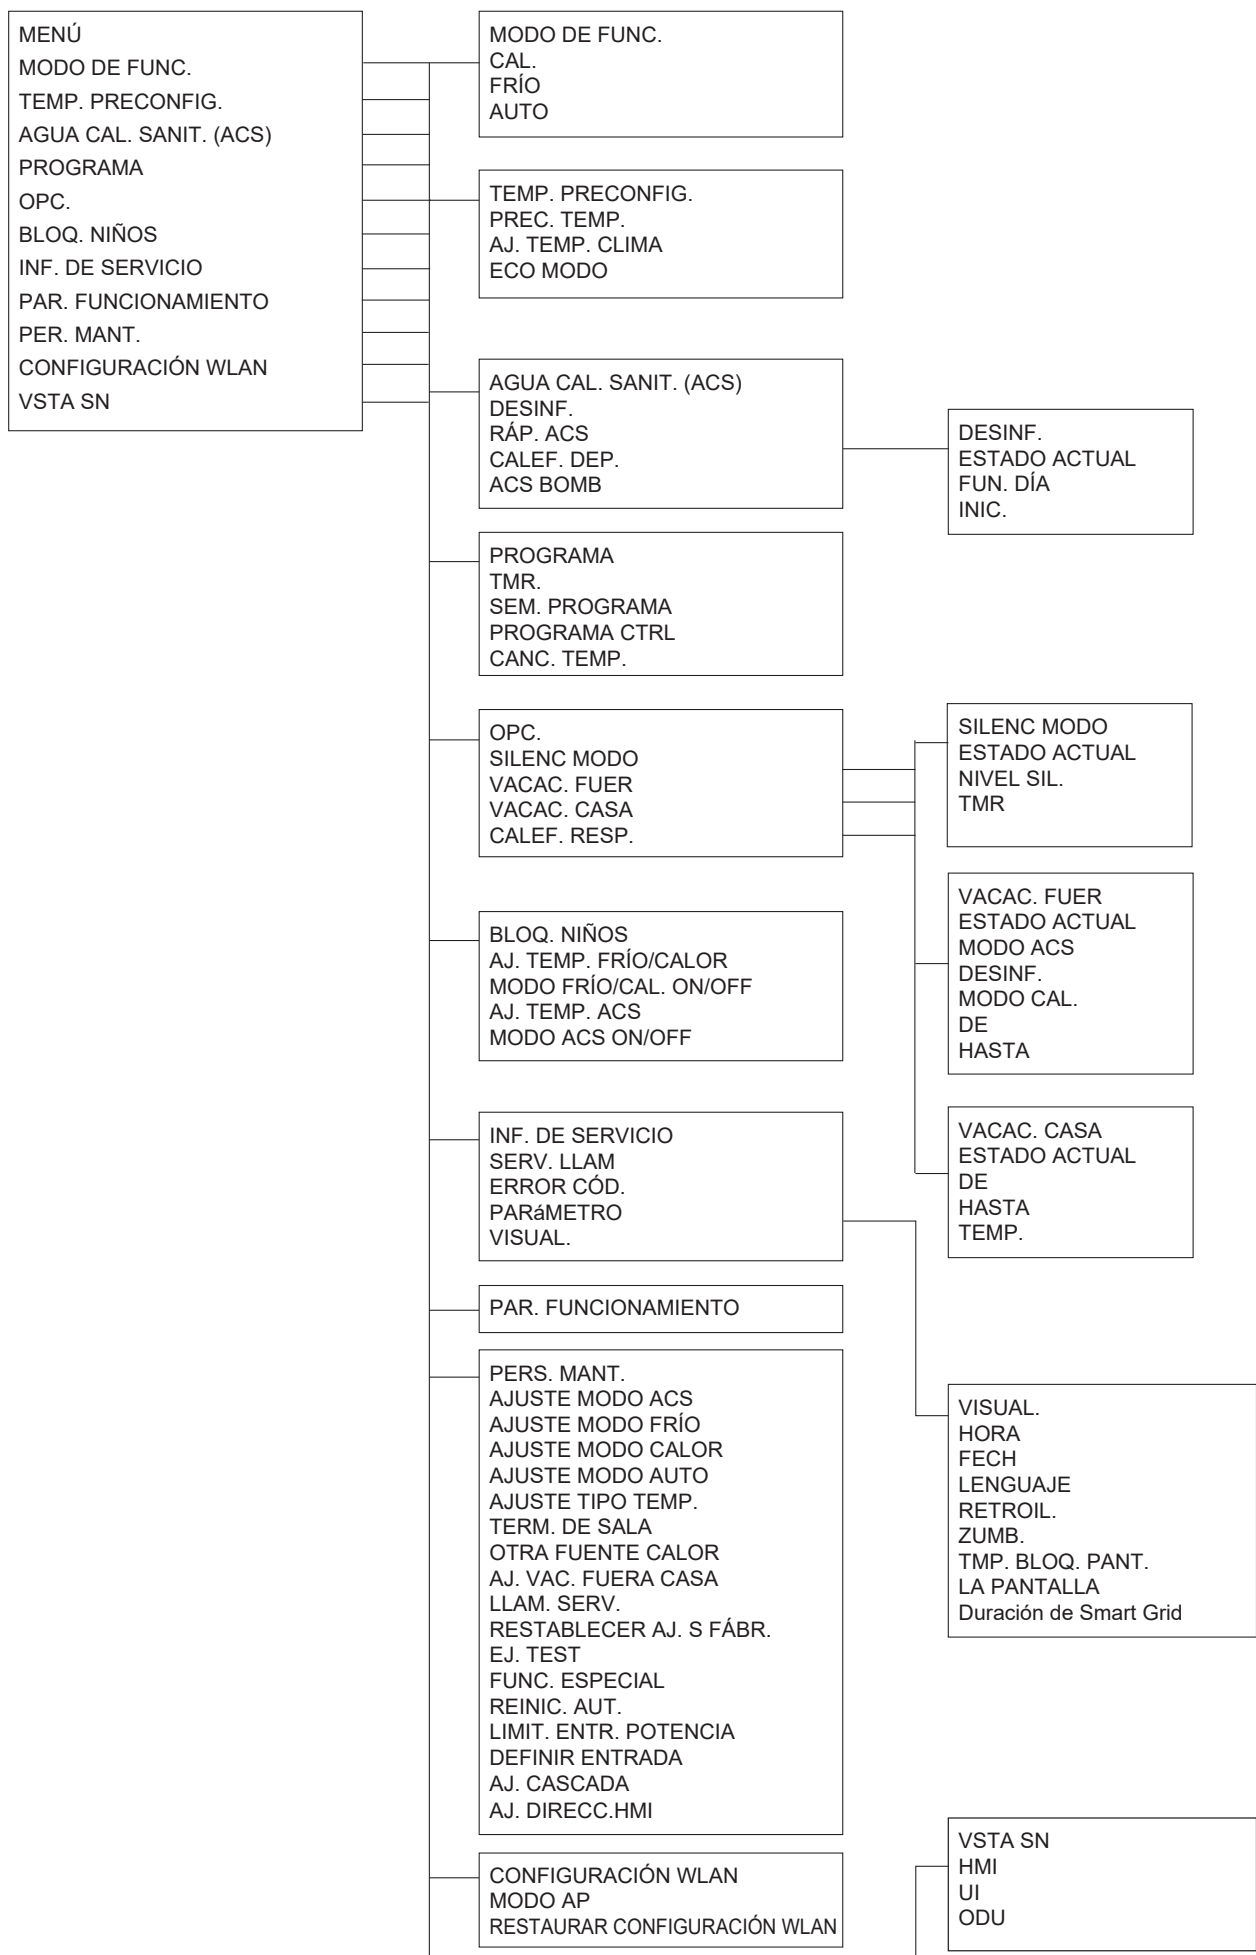 MENÚ
MODO DE FUNC.
TEMP. PRECONFIG.
AGUA CAL. SANIT. (ACS)
PROGRAMA
OPC.
BLOQ. NIÑOS
INF. DE SERVICIO
PAR. FUNCIONAMIENTO
PER. MANT.
CONFIGURACIÓN WLAN
VSTA SN
MODO DE FUNC.
CAL.
FRÍO
AUTO
TEMP. PRECONFIG.
PREC. TEMP.
AJ. TEMP. CLIMA
ECO MODO
AGUA CAL. SANIT. (ACS)
DESINF.
RÁP. ACS
CALEF. DEP.
ACS BOMB
DESINF.
ESTADO ACTUAL
FUN. DÍA
INIC.
PROGRAMA
TMR.
SEM. PROGRAMA
PROGRAMA CTRL
CANC. TEMP.
OPC.
SILENC MODO
VACAC. FUER
VACAC. CASA
CALEF. RESP.
SILENC MODO
ESTADO ACTUAL
NIVEL SIL.
TMR
VACAC. FUER
ESTADO ACTUAL
MODO ACS
DESINF.
MODO CAL.
DE
HASTA
VACAC. CASA
ESTADO ACTUAL
DE
HASTA
TEMP.
BLOQ. NIÑOS
AJ. TEMP. FRÍO/CALOR
MODO FRÍO/CAL. ON/OFF
AJ. TEMP. ACS
MODO ACS ON/OFF
INF. DE SERVICIO
SERV. LLAM
ERROR CÓD.
PARáMETRO
VISUAL.
VISUAL.
HORA
FECH
LENGUAJE
RETROIL.
ZUMB.
TMP. BLOQ. PANT.
LA PANTALLA
Duración de Smart Grid
PAR. FUNCIONAMIENTO
PERS. MANT.
AJUSTE MODO ACS
AJUSTE MODO FRÍO
AJUSTE MODO CALOR
AJUSTE MODO AUTO
AJUSTE TIPO TEMP.
TERM. DE SALA
OTRA FUENTE CALOR
AJ. VAC. FUERA CASA
LLAM. SERV.
RESTABLECER AJ. S FÁBR.
EJ. TEST
FUNC. ESPECIAL
REINIC. AUT.
LIMIT. ENTR. POTENCIA
DEFINIR ENTRADA
AJ. CASCADA
AJ. DIRECC.HMI
CONFIGURACIÓN WLAN
MODO AP
RESTAURAR CONFIGURACIÓN WLAN
VSTA SN
HMI
UI
ODU